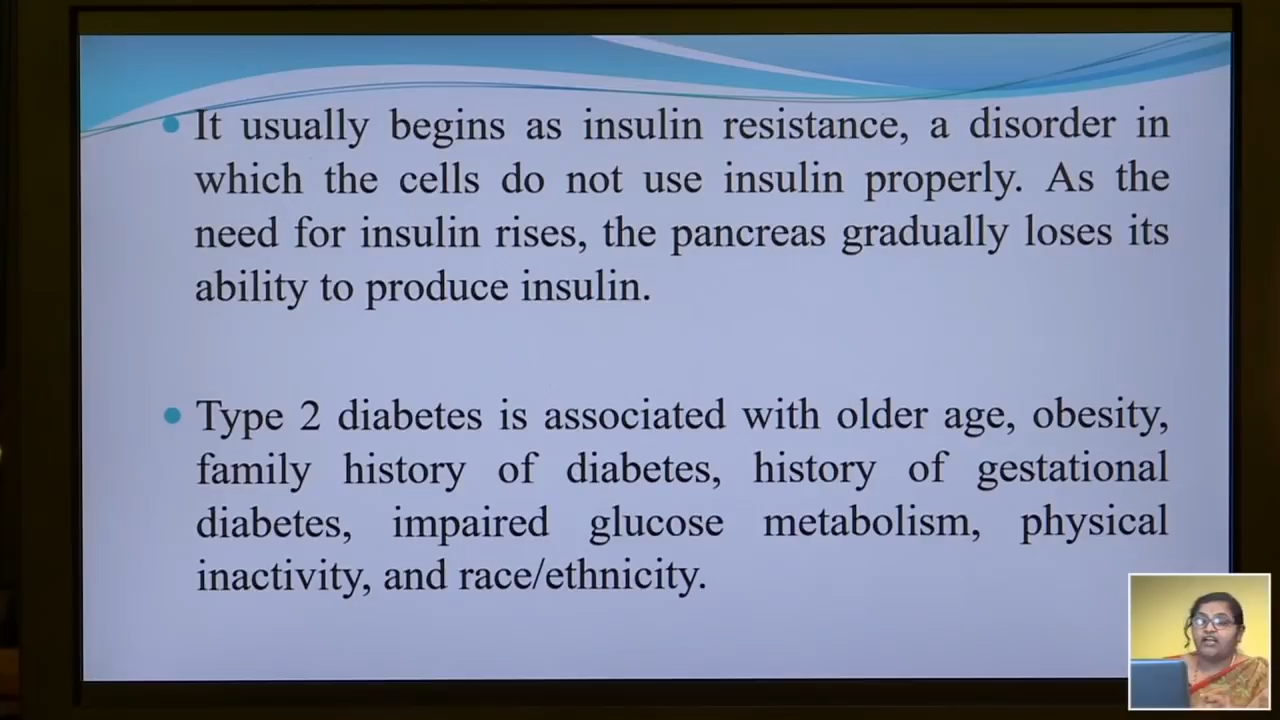 It usually begins as insulin resistance, a disorder in
which the cells do not use insulin properly. As the
need for insulin rises, the pancreas gradually loses its
ability to produce insulin.
Type 2 diabetes is associated with older age, obesity,
family history of diabetes, history of gestational
diabetes, impaired glucose metabolism, physical
inactivity, and race/ethnicity.